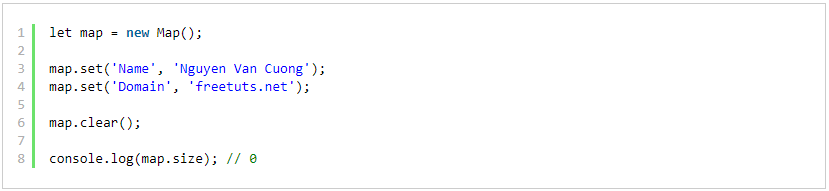 1 let map = new Map();
2
3 map.set('Name', 'Nguyen Van Cuong');
4 map.set('Domain', 'freetuts.net');
5
6 map.clear();
7
8 console.log(map.size); // 0